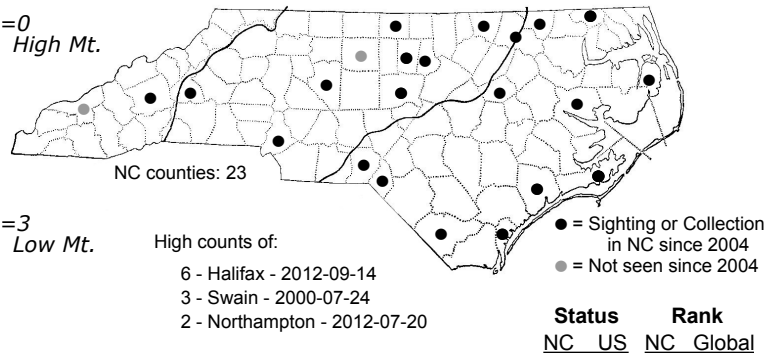 =0
High Mt.
NC counties: 23
=3
Low Mt.
High counts of:
6 - Halifax - 2012-09-14
3 - Swain - 2000-07-24
2 - Northampton - 2012-07-20
= Sighting or Collection
in NC since 2004
= Not seen since 2004
Status Rank
NC US NC Global